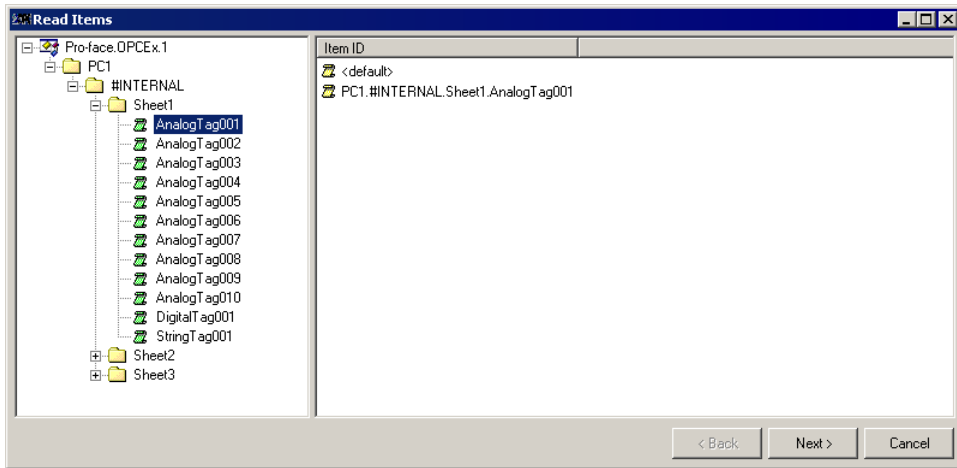 Read Items
Pro-face.OPCEx.1
PC1
#INTERNAL
Sheet1
AnalogTag001
AnalogTag002
AnalogTag003
AnalogTag004
AnalogTag005
AnalogTag006
AnalogTag007
AnalogTag008
AnalogTag009
AnalogTag010
DigitalTag001
StringTag001
Sheet2
Sheet3
Item ID
<default>
PC1.#INTERNAL.Sheet1.AnalogTag001
< Back
Next >
Cancel